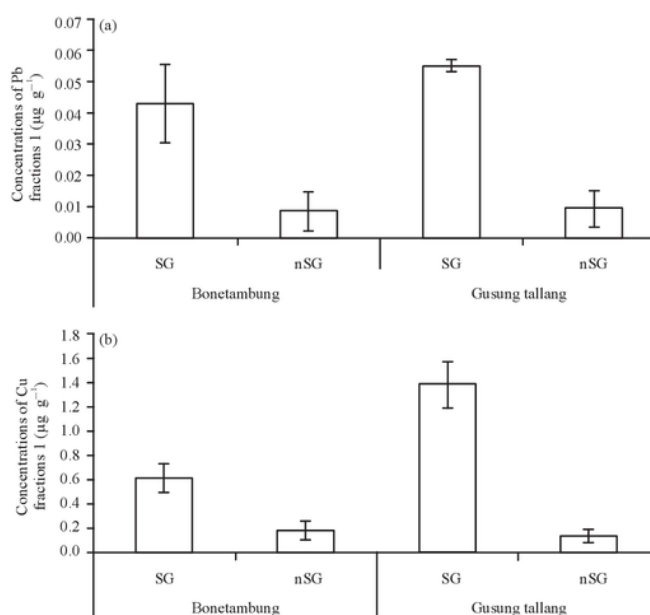 (a)
Concentrations of Pb
fractions 1 (µg g⁻¹)
0.07
0.06
0.05
0.04
0.03
0.02
0.01
0.00
SG nSG SG nSG
Bonetambung Gusung tallang
(b)
Concentrations of Cu
fractions 1 (µg g⁻¹)
1.8
1.6
1.4
1.2
1.0
0.8
0.6
0.4
0.2
0.0
SG nSG SG nSG
Bonetambung Gusung tallang